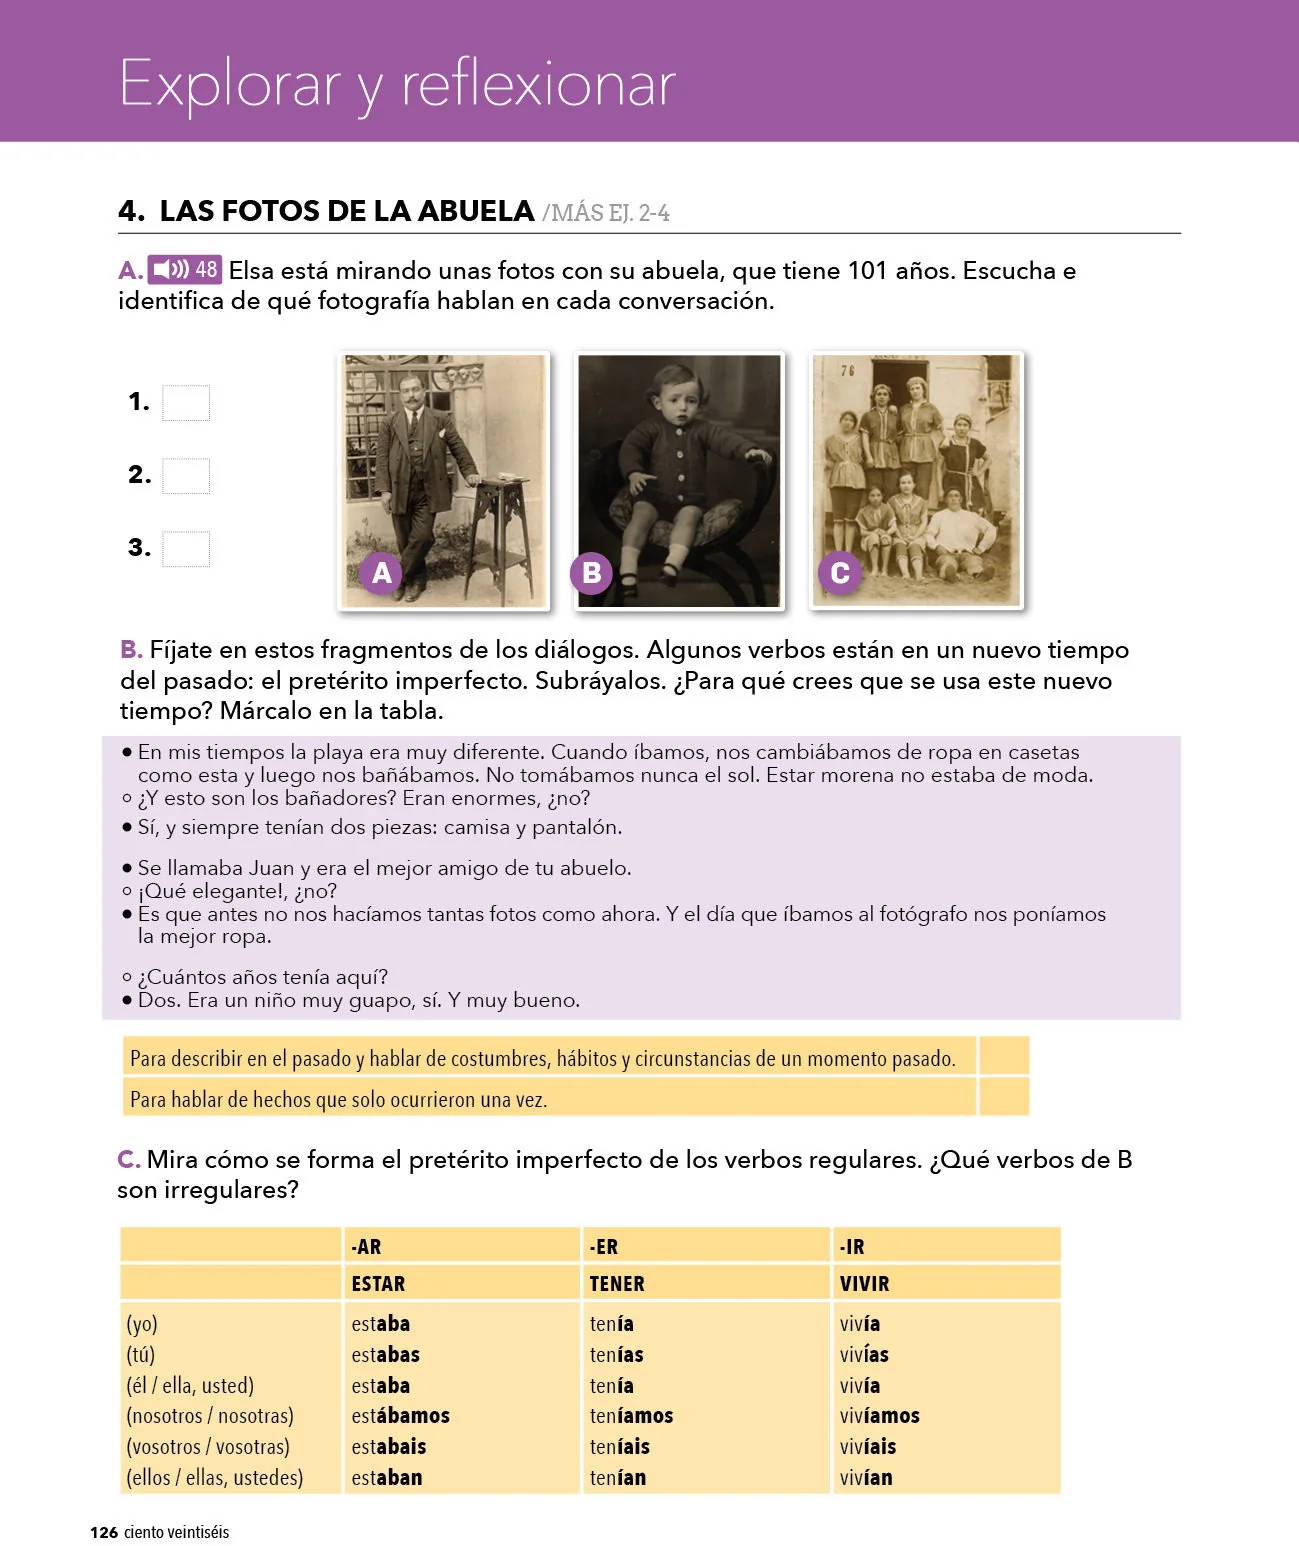 Explorar y reflexionar
4. LAS FOTOS DE LA ABUELA /MÁS EJ. 2-4
A. 48 Elsa está mirando unas fotos con su abuela, que tiene 101 años. Escucha e
identifica de qué fotografía hablan en cada conversación.
1.
2.
3.
76
A
B
C
B. Fíjate en estos fragmentos de los diálogos. Algunos verbos están en un nuevo tiempo
del pasado: el pretérito imperfecto. Subráyalos. ¿Para qué crees que se usa este nuevo
tiempo? Márcalo en la tabla.
● En mis tiempos la playa era muy diferente. Cuando íbamos, nos cambiábamos de ropa en casetas
como esta y luego nos bañábamos. No tomábamos nunca el sol. Estar morena no estaba de moda.
○ ¿Y esto son los bañadores? Eran enormes, ¿no?
● Sí, y siempre tenían dos piezas: camisa y pantalón.
● Se llamaba Juan y era el mejor amigo de tu abuelo.
○ ¡Qué elegante!, ¿no?
● Es que antes no nos hacíamos tantas fotos como ahora. Y el día que íbamos al fotógrafo nos poníamos
la mejor ropa.
○ ¿Cuántos años tenía aquí?
● Dos. Era un niño muy guapo, sí. Y muy bueno.
Para describir en el pasado y hablar de costumbres, hábitos y circunstancias de un momento pasado.
Para hablar de hechos que solo ocurrieron una vez.
C. Mira cómo se forma el pretérito imperfecto de los verbos regulares. ¿Qué verbos de B
son irregulares?
-AR -ER -IR
ESTAR TENER VIVIR
(yo) estaba tenía vivía
(tú) estabas tenías vivías
(él / ella, usted) estaba tenía vivía
(nosotros / nosotras) estábamos teníamos vivíamos
(vosotros / vosotras) estabais teníais vivíais
(ellos / ellas, ustedes) estaban tenían vivían
126 ciento veintiséis